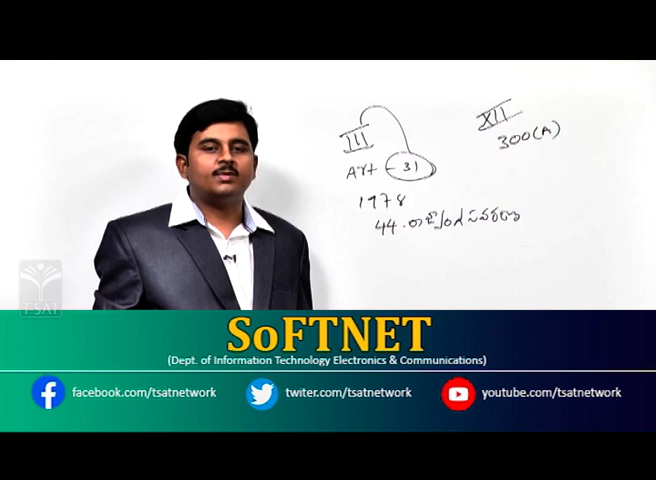 III
XII
300(A)
Art - 31
1978
44. రాజ్యాంగ సవరణ
T-SAT
SoFTNET
(Dept. of Information Technology Electronics & Communications)
facebook.com/tsatnetwork
twiter.com/tsatnetwork
youtube.com/tsatnetwork